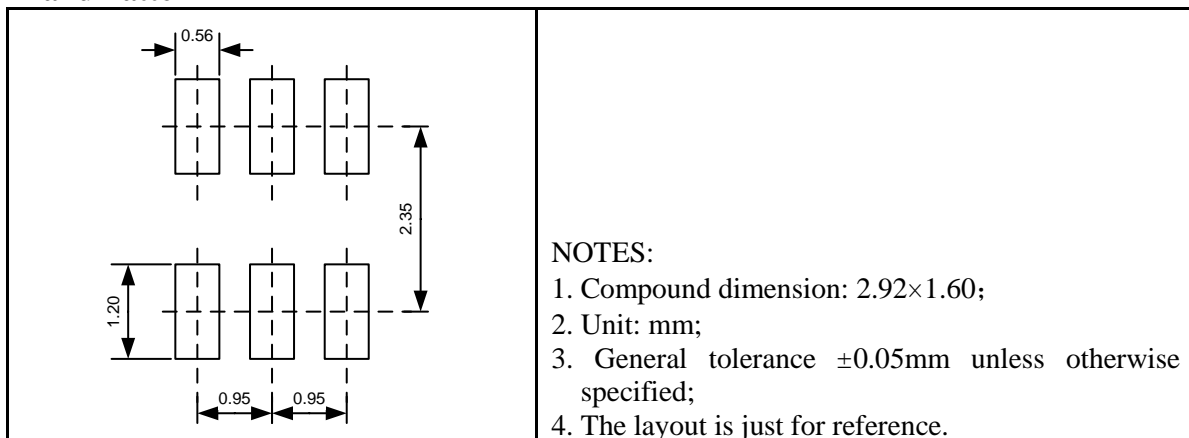 0.56
2.35
1.20
0.95 0.95
NOTES:
1. Compound dimension: 2.92×1.60;
2. Unit: mm;
3. General tolerance ±0.05mm unless otherwise
specified;
4. The layout is just for reference.